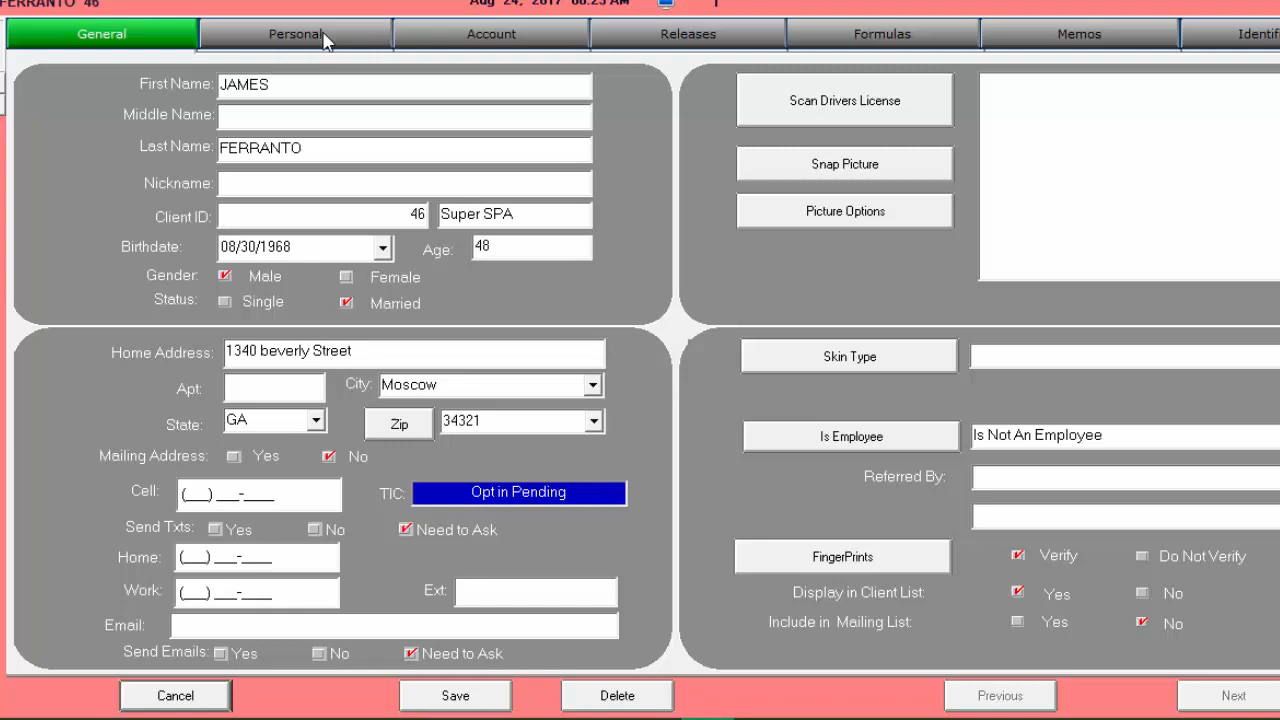 FERRANTO 46 Aug 24, 2017 08:23 AM
General Personal Account Releases Formulas Memos Identifi
First Name: JAMES
Middle Name:
Last Name: FERRANTO
Nickname:
Client ID: 46 Super SPA
Birthdate: 08/30/1968 Age: 48
Gender: Male Female
Status: Single Married
Scan Drivers License
Snap Picture
Picture Options
Home Address: 1340 beverly Street
Apt: City: Moscow
State: GA Zip 34321
Mailing Address: Yes No
Cell: (___) ___-____ TIC: Opt in Pending
Send Txts: Yes No Need to Ask
Home: (___) ___-____
Work: (___) ___-____ Ext:
Email:
Send Emails: Yes No Need to Ask
Skin Type
Is Employee Is Not An Employee
Referred By:
FingerPrints Verify Do Not Verify
Display in Client List: Yes No
Include in Mailing List: Yes No
Cancel Save Delete Previous Next